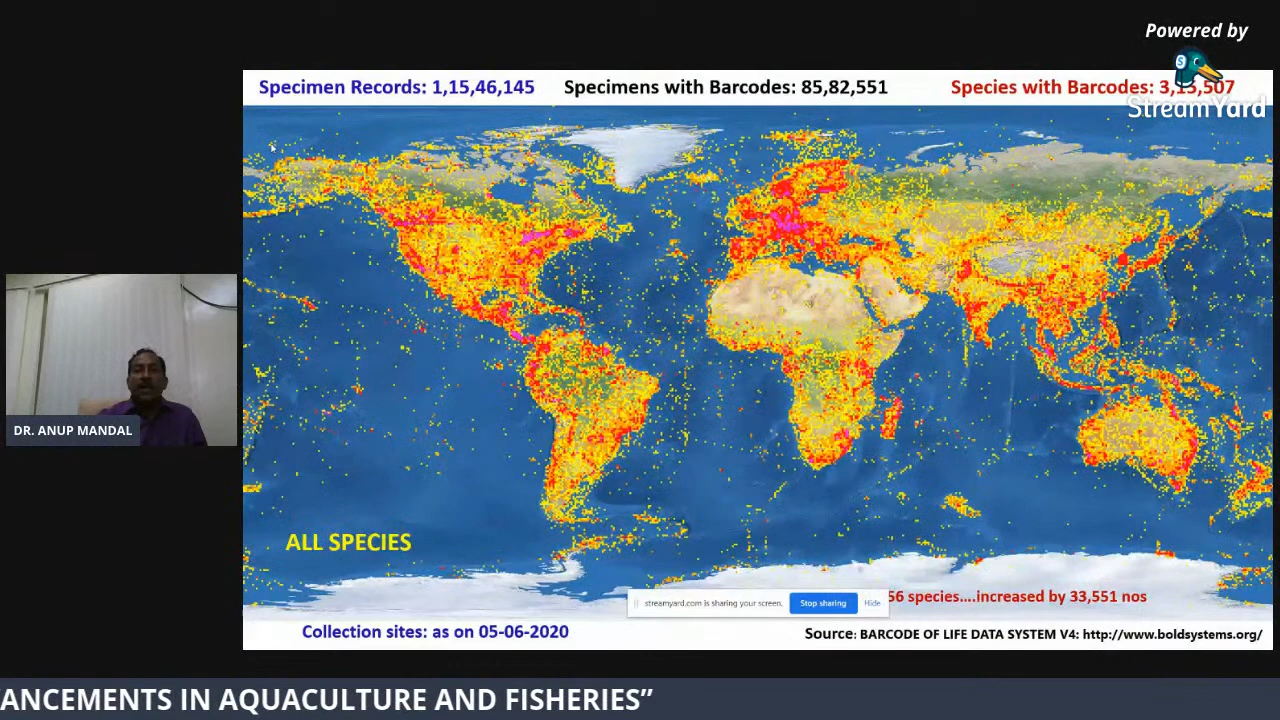 Powered by
StreamYard
Specimen Records: 1,15,46,145 Specimens with Barcodes: 85,82,551 Species with Barcodes: 3,13,507
DR. ANUP MANDAL
ALL SPECIES
streamyard.com is sharing your screen. Stop sharing Hide
56 species....increased by 33,551 nos
Collection sites: as on 05-06-2020
Source: BARCODE OF LIFE DATA SYSTEM V4: http://www.boldsystems.org/
ANCEMENTS IN AQUACULTURE AND FISHERIES”